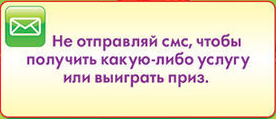 Не отправляй смс, чтобы
получить какую-либо услугу
или выиграть приз.